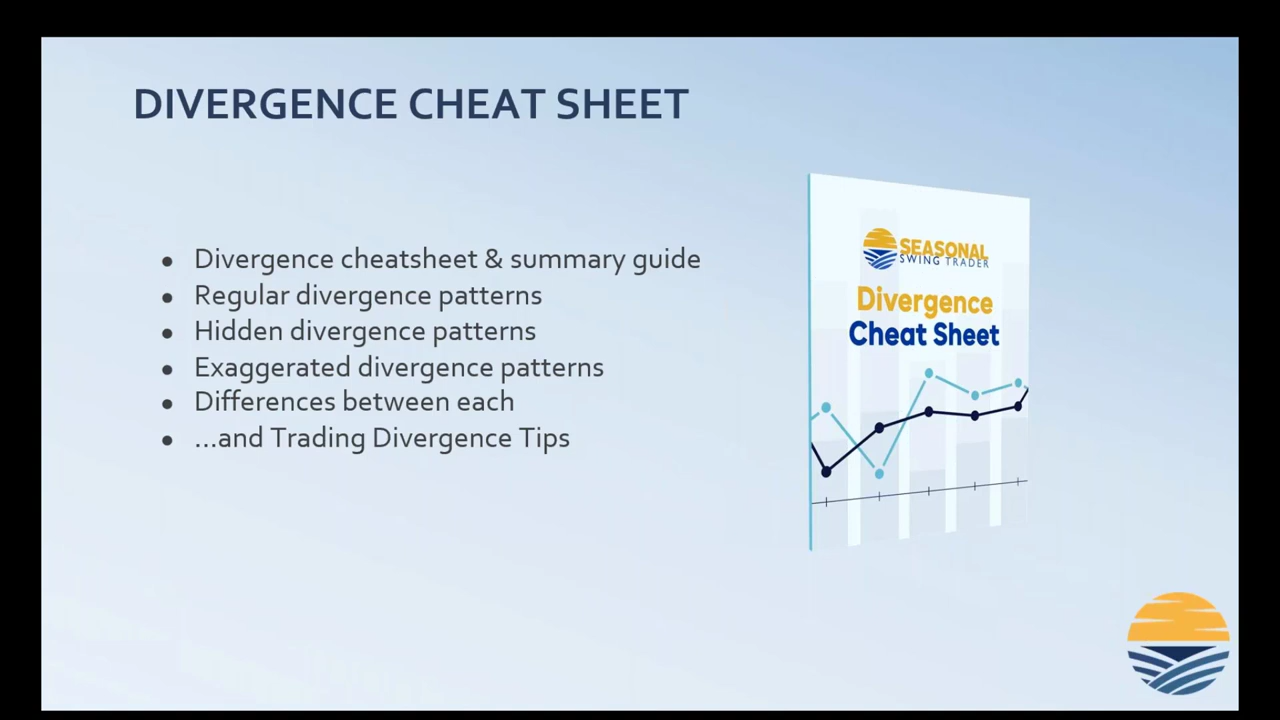 DIVERGENCE CHEAT SHEET
● Divergence cheatsheet & summary guide
● Regular divergence patterns
● Hidden divergence patterns
● Exaggerated divergence patterns
● Differences between each
● ...and Trading Divergence Tips
SEASONAL
SWING TRADER
Divergence
Cheat Sheet